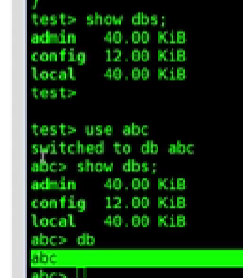 }
test> show dbs;
admin 40.00 KiB
config 12.00 KiB
local 40.00 KiB
test>
test> use abc
switched to db abc
abc> show dbs;
admin 40.00 KiB
config 12.00 KiB
local 40.00 KiB
abc> db
abc
abc>